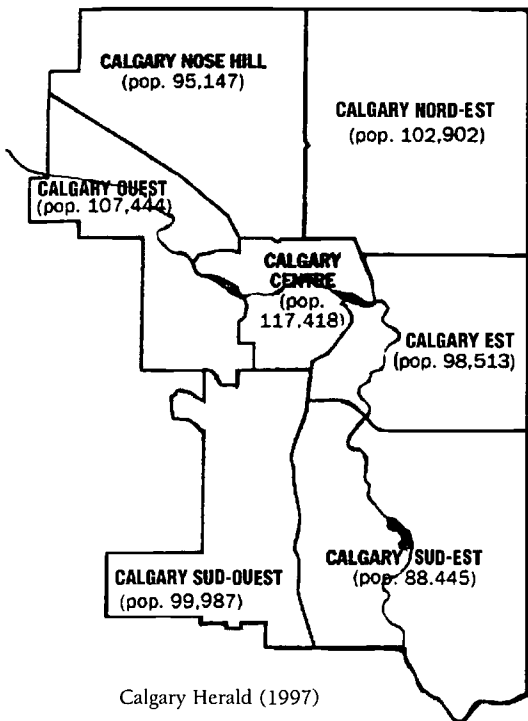 CALGARY NOSE HILL
(pop. 95,147)
CALGARY NORD-EST
(pop. 102,902)
CALGARY OUEST
(pop. 107,444)
CALGARY
CENTRE
(pop.
117,418)
CALGARY EST
(pop. 98,513)
CALGARY SUD-EST
(pop. 88.445)
CALGARY SUD-OUEST
(pop. 99,987)
Calgary Herald (1997)